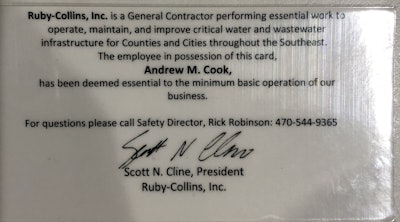 Ruby-Collins, Inc. is a General Contractor performing essential work to
operate, maintain, and improve critical water and wastewater
infrastructure for Counties and Cities throughout the Southeast.
The employee in possession of this card,
Andrew M. Cook,
has been deemed essential to the minimum basic operation of our
business.
For questions please call Safety Director, Rick Robinson: 470-544-9365
Scott N Cline
Scott N. Cline, President
Ruby-Collins, Inc.